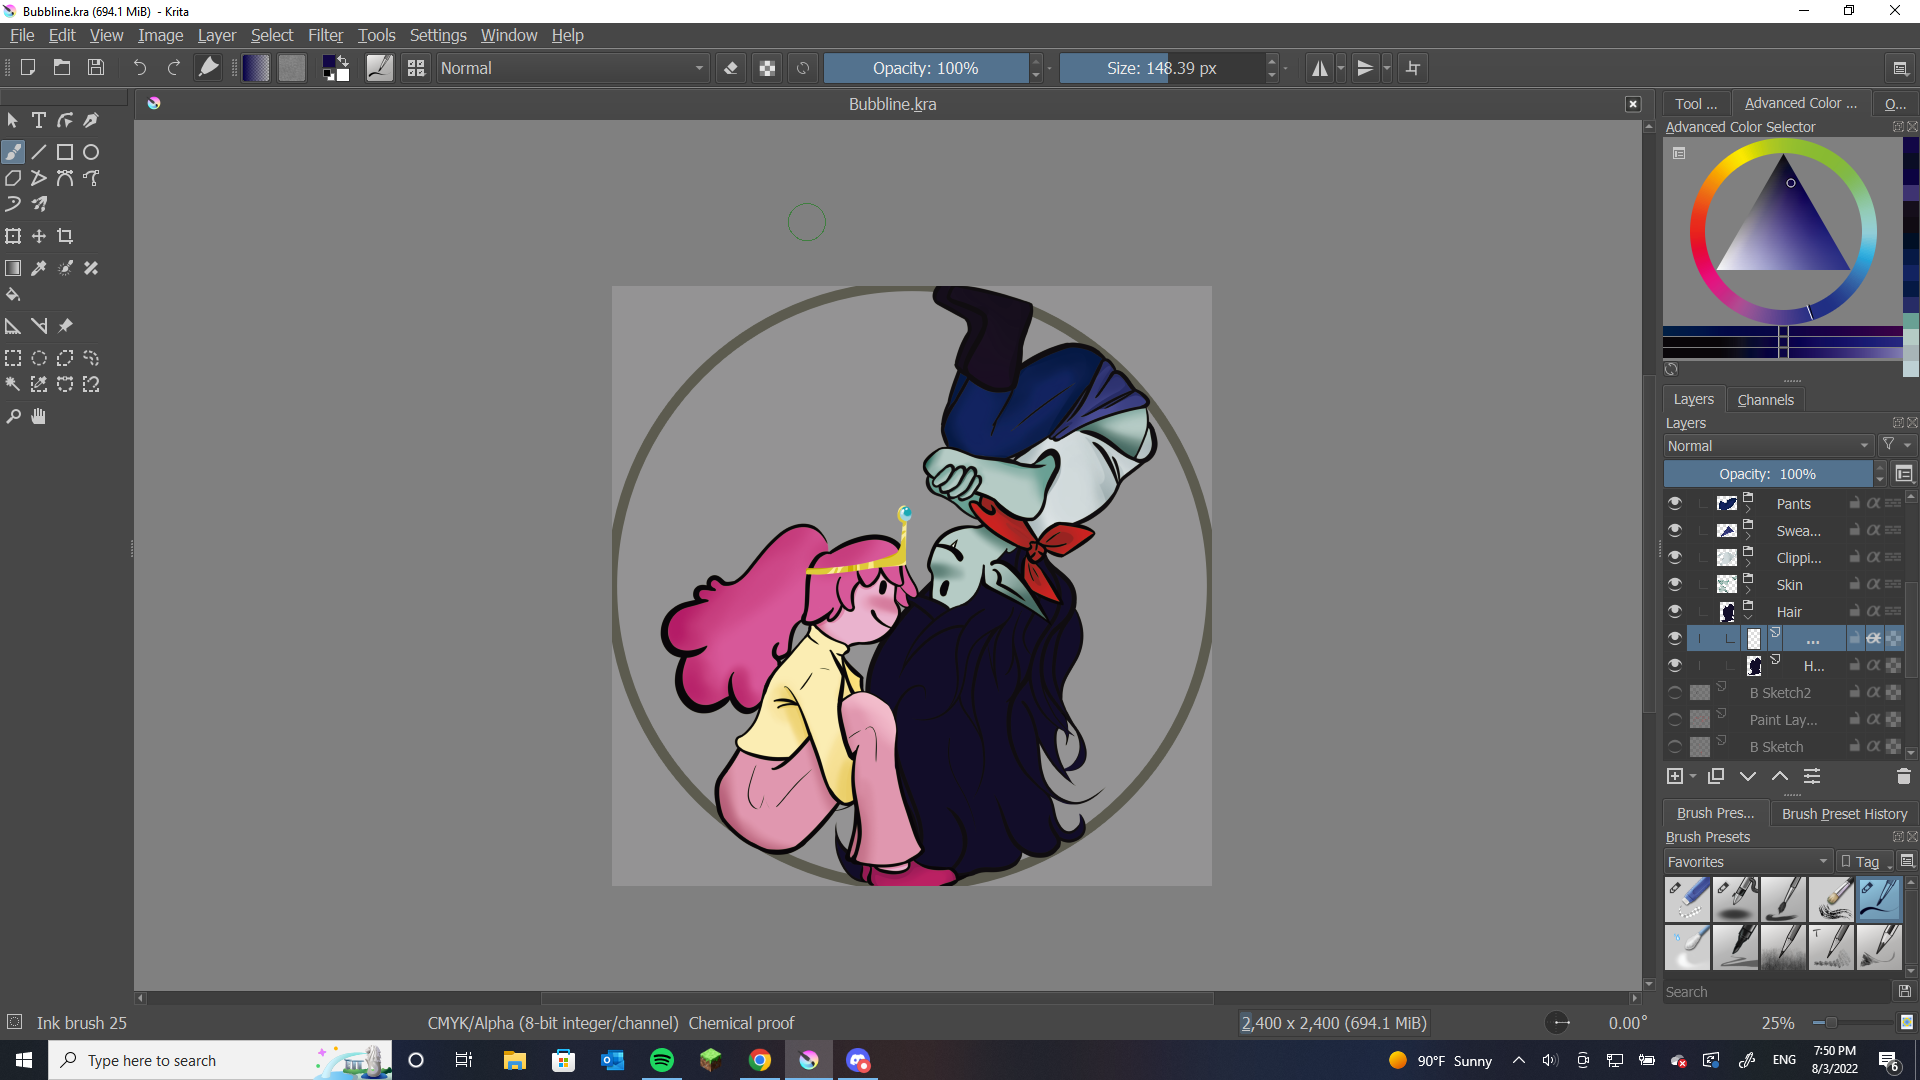 Bubbline.kra (694.1 MiB)  - Krita
File Edit View Image Layer Select Filter Tools Settings Window Help
Normal Opacity: 100% Size: 148.39 px
Bubbline.kra
Tool ... Advanced Color ... O...
Advanced Color Selector
Layers Channels
Layers
Normal
Opacity: 100%
Pants
Swea...
Clippi...
Skin
Hair
...
H...
B Sketch2
Paint Lay...
B Sketch
Brush Pres... Brush Preset History
Brush Presets
Favorites Tag
Search
Ink brush 25 CMYK/Alpha (8-bit integer/channel)  Chemical proof 2,400 x 2,400 (694.1 MiB) 0.00° 25%
Type here to search 90°F Sunny ENG 7:50 PM
8/3/2022
6